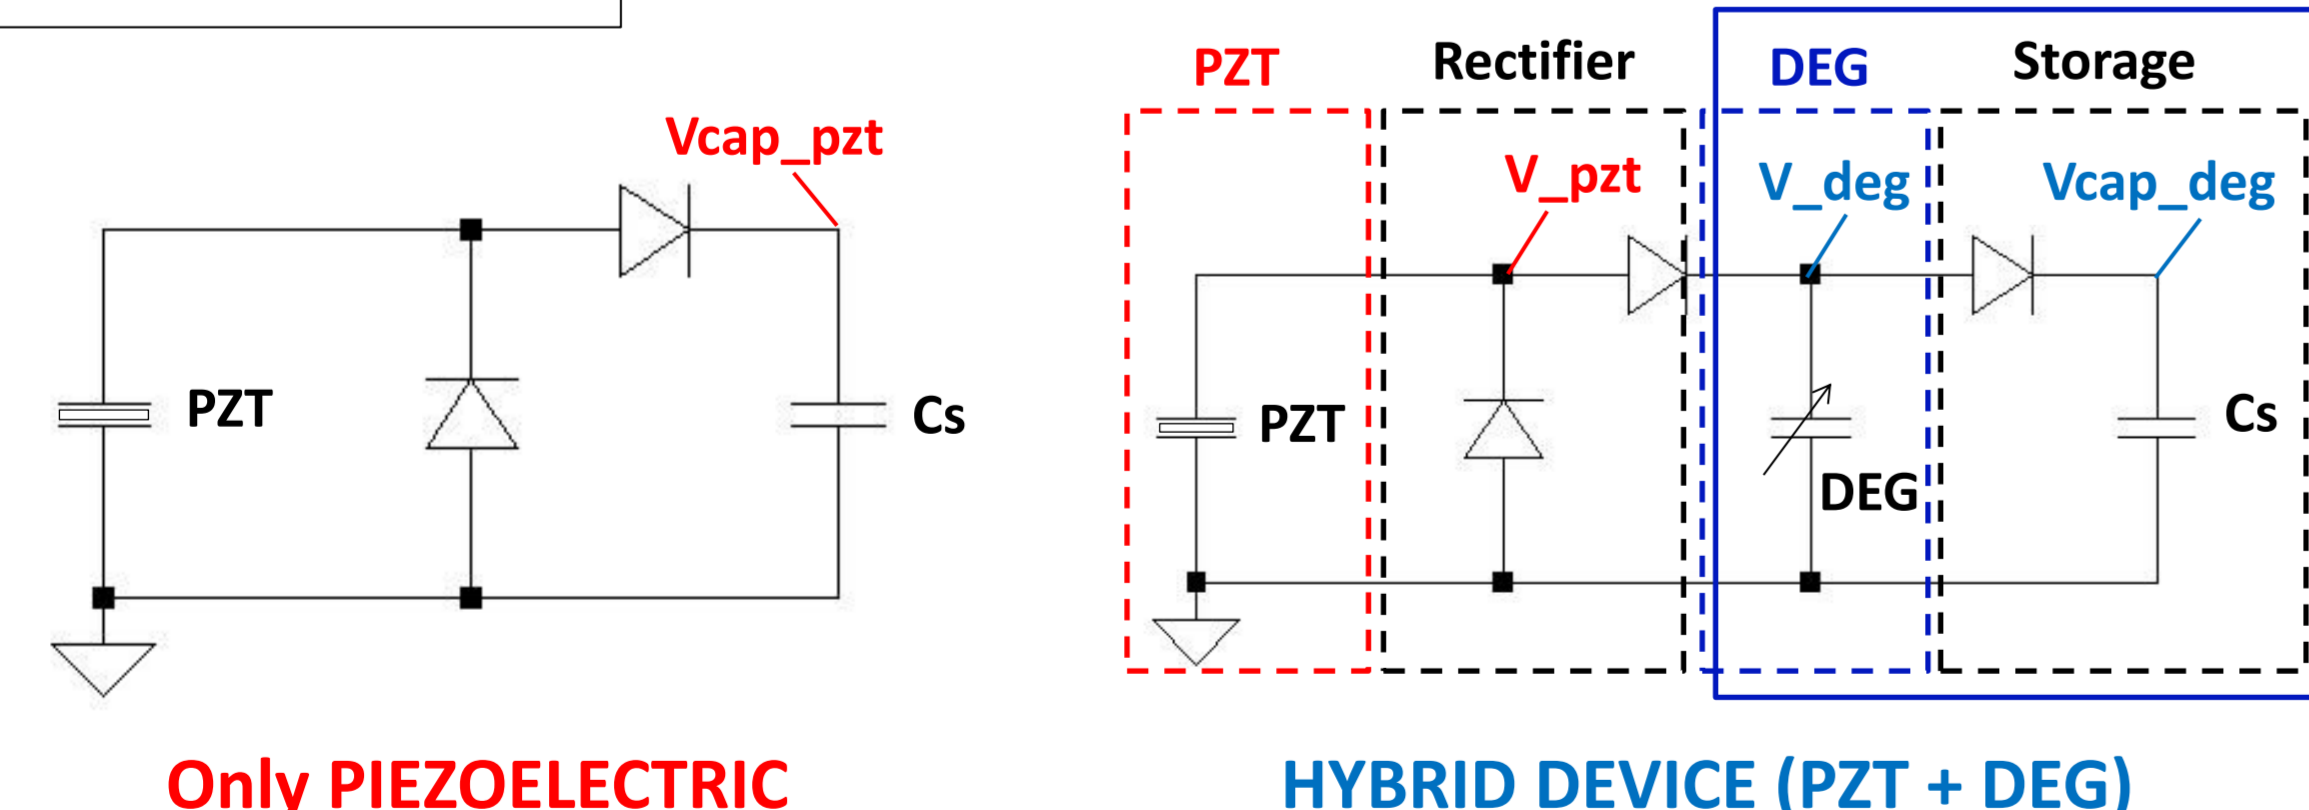 Vcap_pzt
PZT
Cs
Only PIEZOELECTRIC
PZT
Rectifier
DEG
Storage
V_pzt
V_deg
Vcap_deg
PZT
DEG
Cs
HYBRID DEVICE (PZT + DEG)